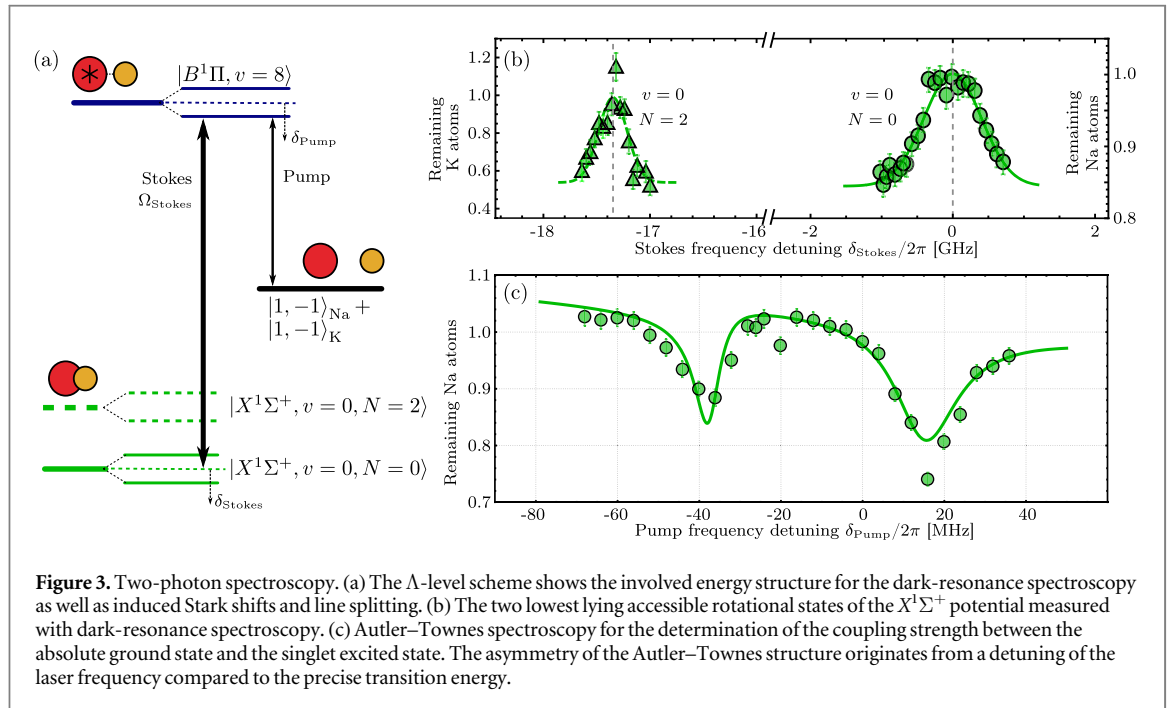 (a)
|B¹Π, v = 8⟩
δ_Pump
Stokes
Ω_Stokes
Pump
|1, −1⟩_Na +
|1, −1⟩_K
|X¹Σ⁺, v = 0, N = 2⟩
|X¹Σ⁺, v = 0, N = 0⟩
δ_Stokes
(b)
Remaining
K atoms
1.2
1.0
0.8
0.6
0.4
v = 0
N = 2
v = 0
N = 0
1.0
0.9
0.8
Remaining
Na atoms
-18
-17
-16
-2
0
2
Stokes frequency detuning δ_Stokes/2π [GHz]
(c)
Remaining Na atoms
1.1
1.0
0.9
0.8
0.7
-80
-60
-40
-20
0
20
40
Pump frequency detuning δ_Pump/2π [MHz]
Figure 3. Two-photon spectroscopy. (a) The Λ-level scheme shows the involved energy structure for the dark-resonance spectroscopy
as well as induced Stark shifts and line splitting. (b) The two lowest lying accessible rotational states of the X¹Σ⁺ potential measured
with dark-resonance spectroscopy. (c) Autler–Townes spectroscopy for the determination of the coupling strength between the
absolute ground state and the singlet excited state. The asymmetry of the Autler–Townes structure originates from a detuning of the
laser frequency compared to the precise transition energy.